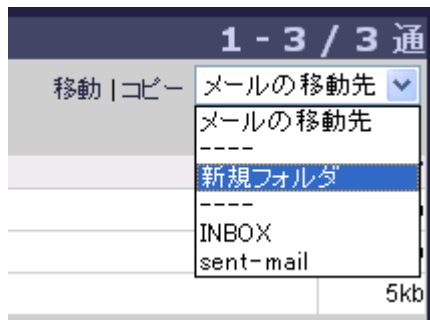 1 - 3 / 3 通
移動 | コピー メールの移動先
メールの移動先
----
新規フォルダ
----
INBOX
sent-mail
5kb